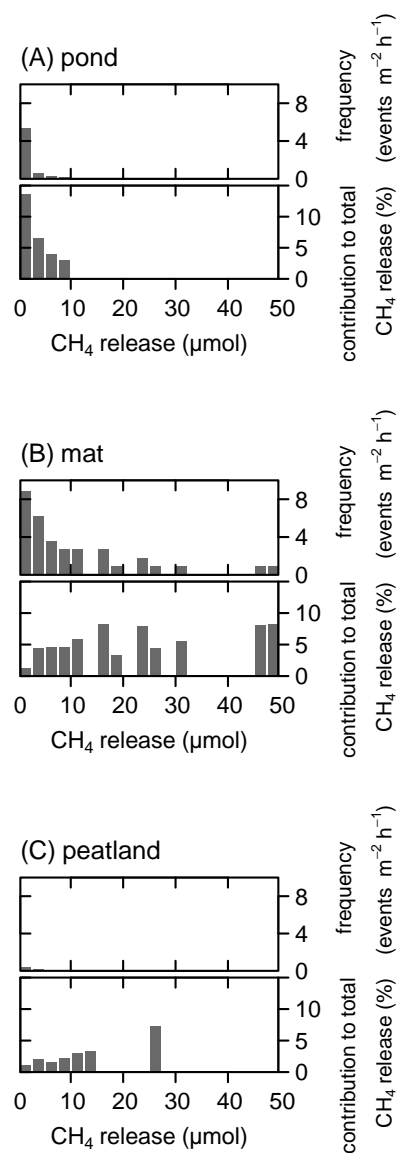 (A) pond
8
4
0
frequency
(events m⁻² h⁻¹)
10
5
0
contribution to total
CH₄ release (%)
0 10 20 30 40 50
CH₄ release (µmol)
(B) mat
8
4
0
frequency
(events m⁻² h⁻¹)
10
5
0
contribution to total
CH₄ release (%)
0 10 20 30 40 50
CH₄ release (µmol)
(C) peatland
8
4
0
frequency
(events m⁻² h⁻¹)
10
5
0
contribution to total
CH₄ release (%)
0 10 20 30 40 50
CH₄ release (µmol)